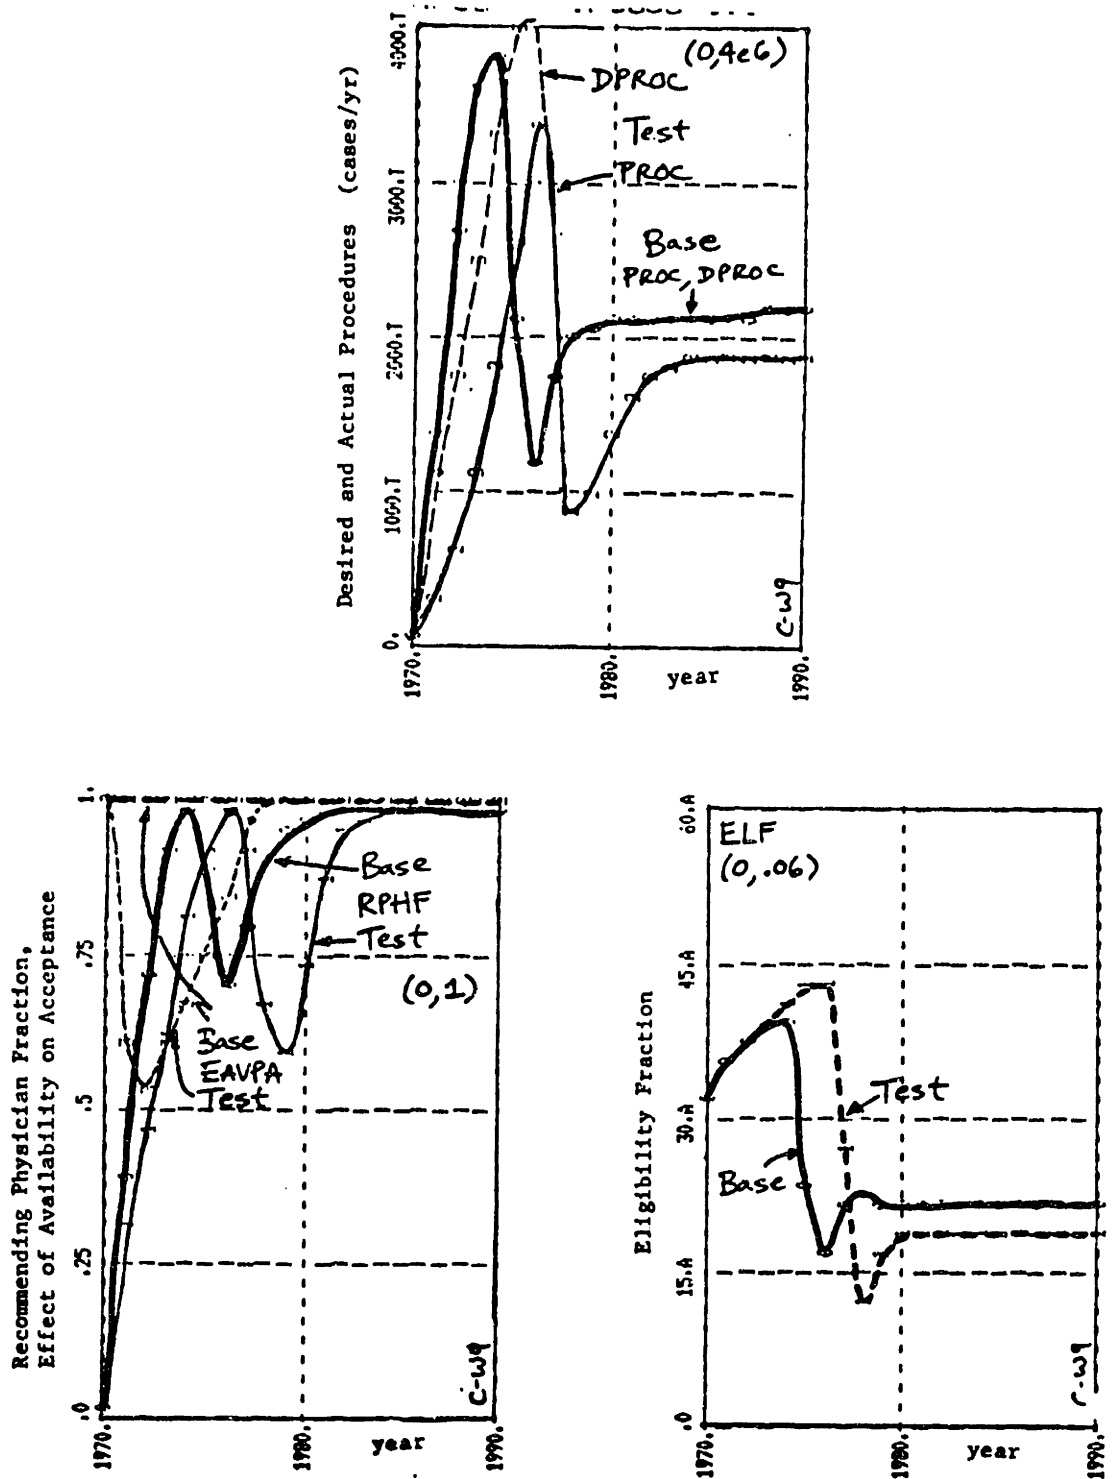 Desired and Actual Procedures (cases/yr)
4000.T
3000.T
2000.T
1000.T
0.
(0,4e6)
DPROC
Test
PROC
Base
PROC, DPROC
C-W9
1970.
1980.
1990.
year
Recommending Physician Fraction,
Effect of Availability on Acceptance
1.
.75
.5
.25
.0
Base
RPHF
Test
(0,1)
Base
EAVPA
Test
C-W9
1970.
1980.
1990.
year
Eligibility Fraction
60.A
45.A
30.A
15.A
.0
ELF
(0,.06)
Test
Base
C-W9
1970.
1980.
1990.
year